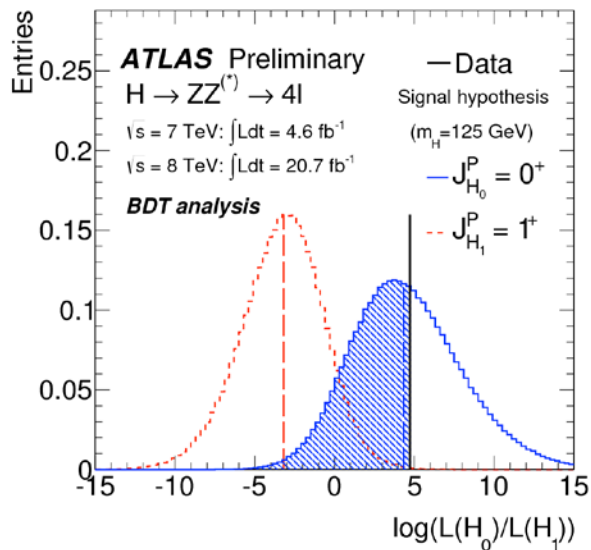 Entries
0.25
0.2
0.15
0.1
0.05
0
ATLAS Preliminary
H → ZZ(*) → 4l
√s = 7 TeV: ∫Ldt = 4.6 fb-1
√s = 8 TeV: ∫Ldt = 20.7 fb-1
BDT analysis
Data
Signal hypothesis
(mH=125 GeV)
JPH0 = 0+
JPH1 = 1+
-15 -10 -5 0 5 10 15
log(L(H0)/L(H1))